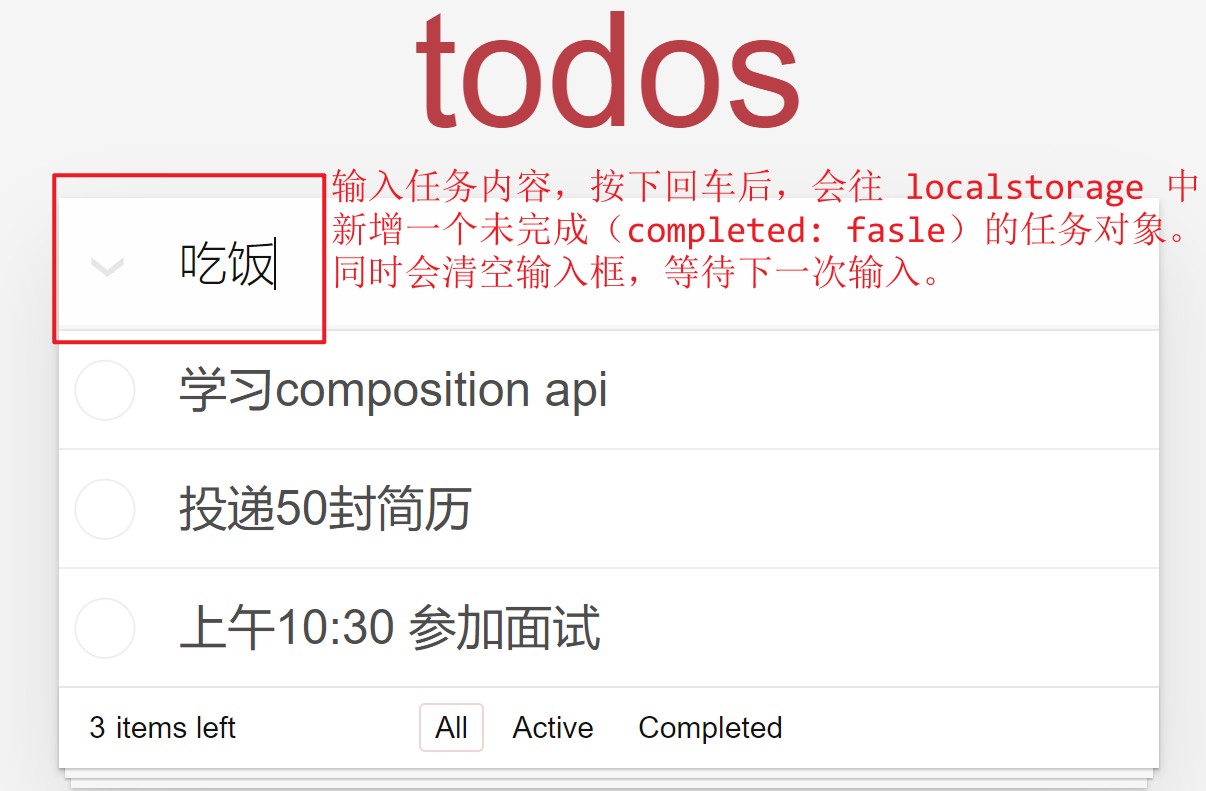 todos
输入任务内容，按下回车后，会往 localstorage 中
新增一个未完成（completed: fasle）的任务对象。
同时会清空输入框，等待下一次输入。
吃饭
学习composition api
投递50封简历
上午10:30 参加面试
3 items left All Active Completed